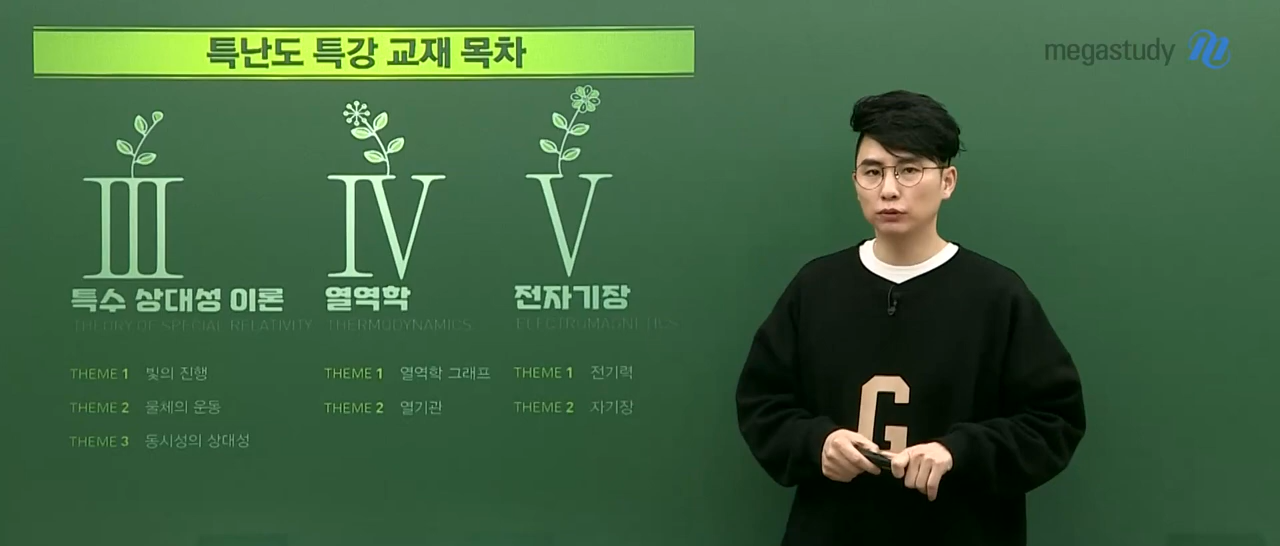 특난도 특강 교재 목차
megastudy
III
특수 상대성 이론
THEORY OF SPECIAL RELATIVITY
THEME 1 빛의 진행
THEME 2 물체의 운동
THEME 3 동시성의 상대성
IV
열역학
THERMODYNAMICS
THEME 1 열역학 그래프
THEME 2 열기관
V
전자기장
ELECTROMAGNETICS
THEME 1 전기력
THEME 2 자기장
G